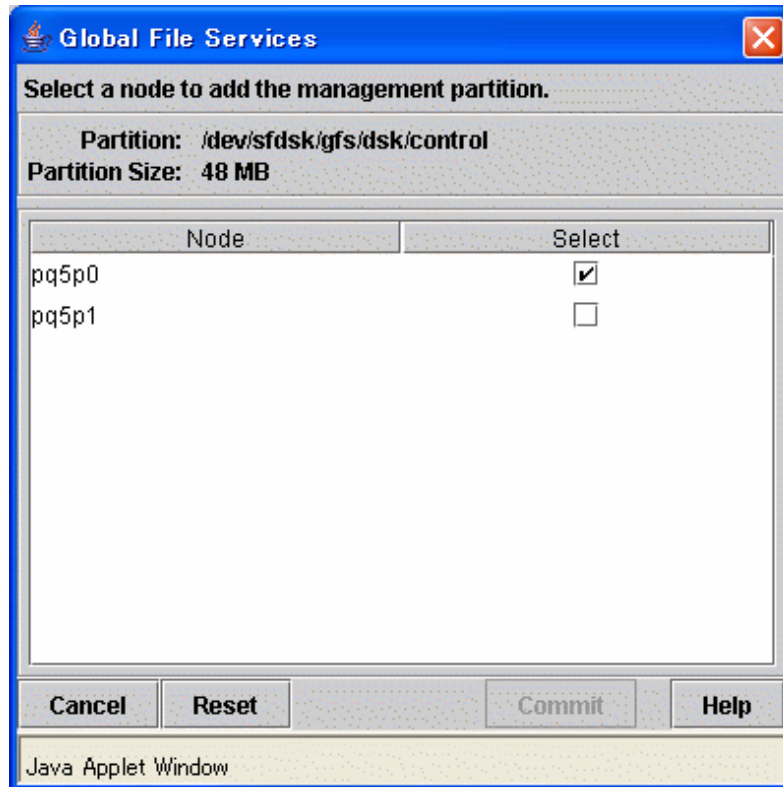 Global File Services
Select a node to add the management partition.
Partition: /dev/sfdsk/gfs/dsk/control
Partition Size: 48 MB
Node Select
pq5p0
pq5p1
Cancel Reset Commit Help
Java Applet Window